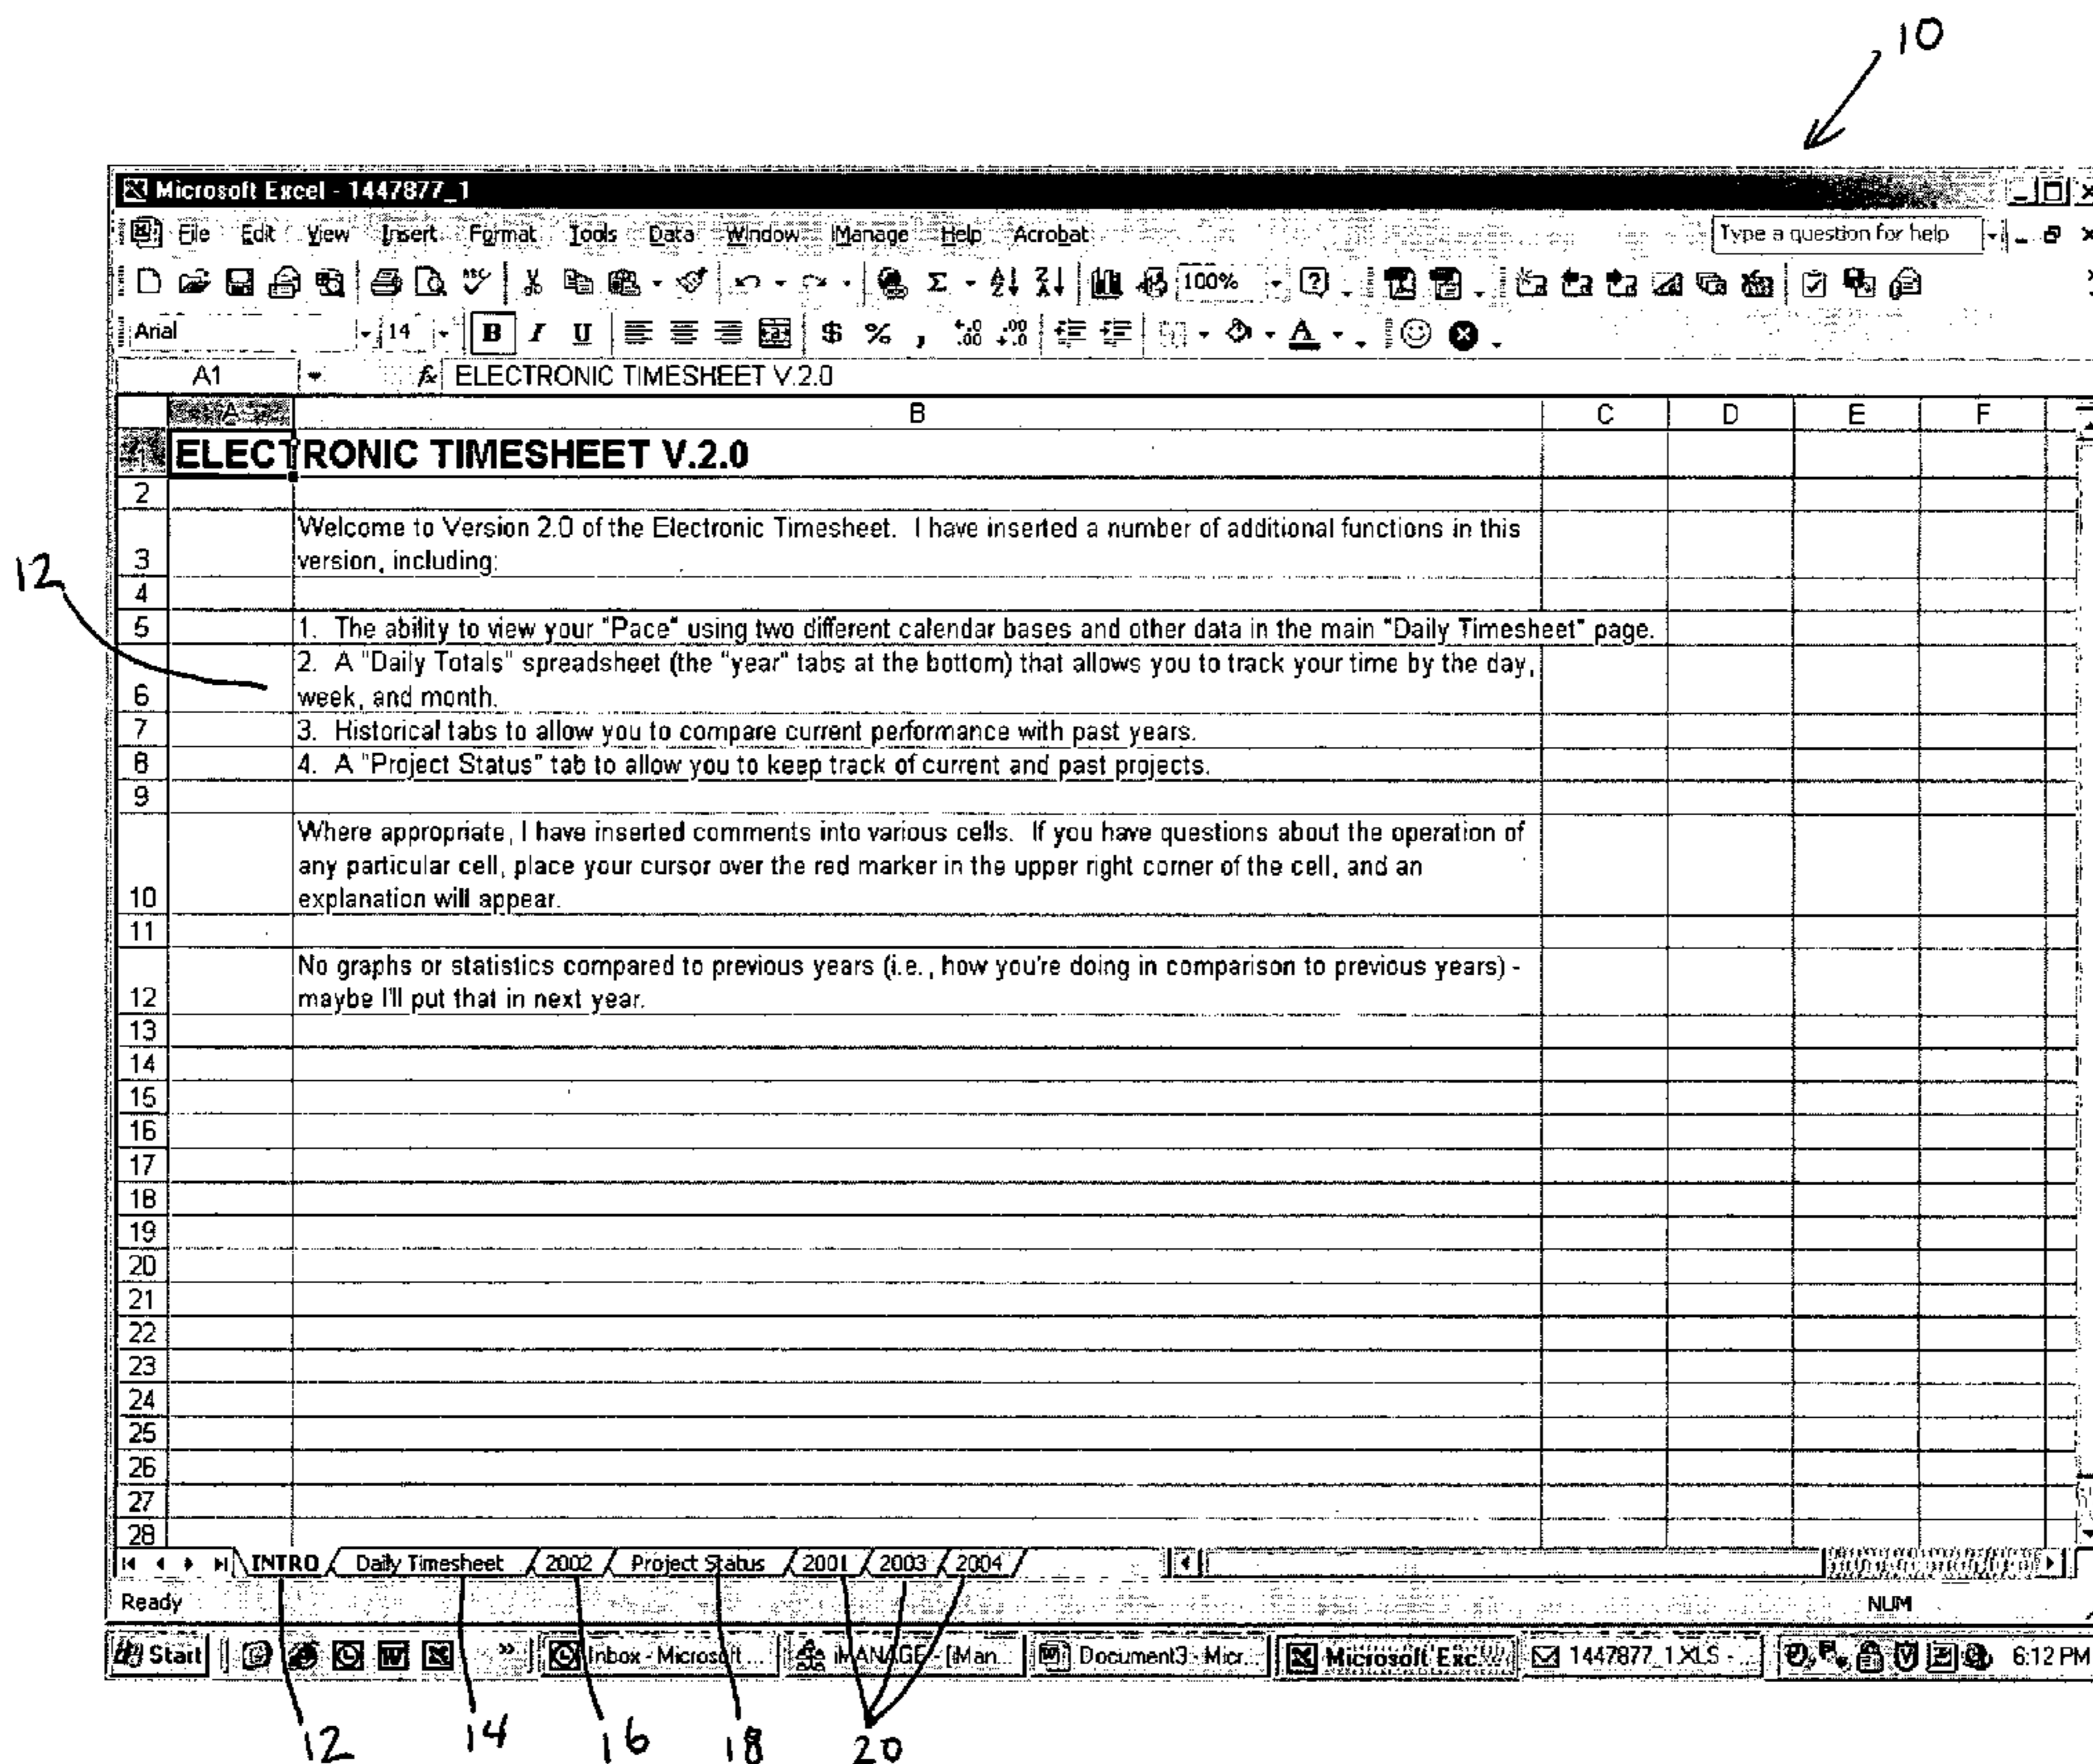 10
Microsoft Excel - 1447877_1
File Edit View Insert Format Tools Data Window iManage Help Acrobat Type a question for help
ABC Σ 100%
Arial 14 B I U $ % , .00 .00 A
A1 fx ELECTRONIC TIMESHEET V.2.0
A B C D E F
1 ELECTRONIC TIMESHEET V.2.0
2
Welcome to Version 2.0 of the Electronic Timesheet. I have inserted a number of additional functions in this
3 version, including:
12
4
5 1. The ability to view your "Pace" using two different calendar bases and other data in the main "Daily Timesheet" page.
2. A "Daily Totals" spreadsheet (the "year" tabs at the bottom) that allows you to track your time by the day,
6 week, and month.
7 3. Historical tabs to allow you to compare current performance with past years.
8 4. A "Project Status" tab to allow you to keep track of current and past projects.
9
Where appropriate, I have inserted comments into various cells. If you have questions about the operation of
any particular cell, place your cursor over the red marker in the upper right corner of the cell, and an
10 explanation will appear.
11
No graphs or statistics compared to previous years (i.e., how you're doing in comparison to previous years) -
12 maybe I'll put that in next year.
13
14
15
16
17
18
19
20
21
22
23
24
25
26
27
28
INTRO Daily Timesheet 2002 Project Status 2001 2003 2004
Ready NUM
Start » Inbox - Microsoft ... iMANAGE - [iMan... Document3 - Micr... Microsoft Exc... 1447877_1.XLS - ... 6:12 PM
12 14 16 18 20